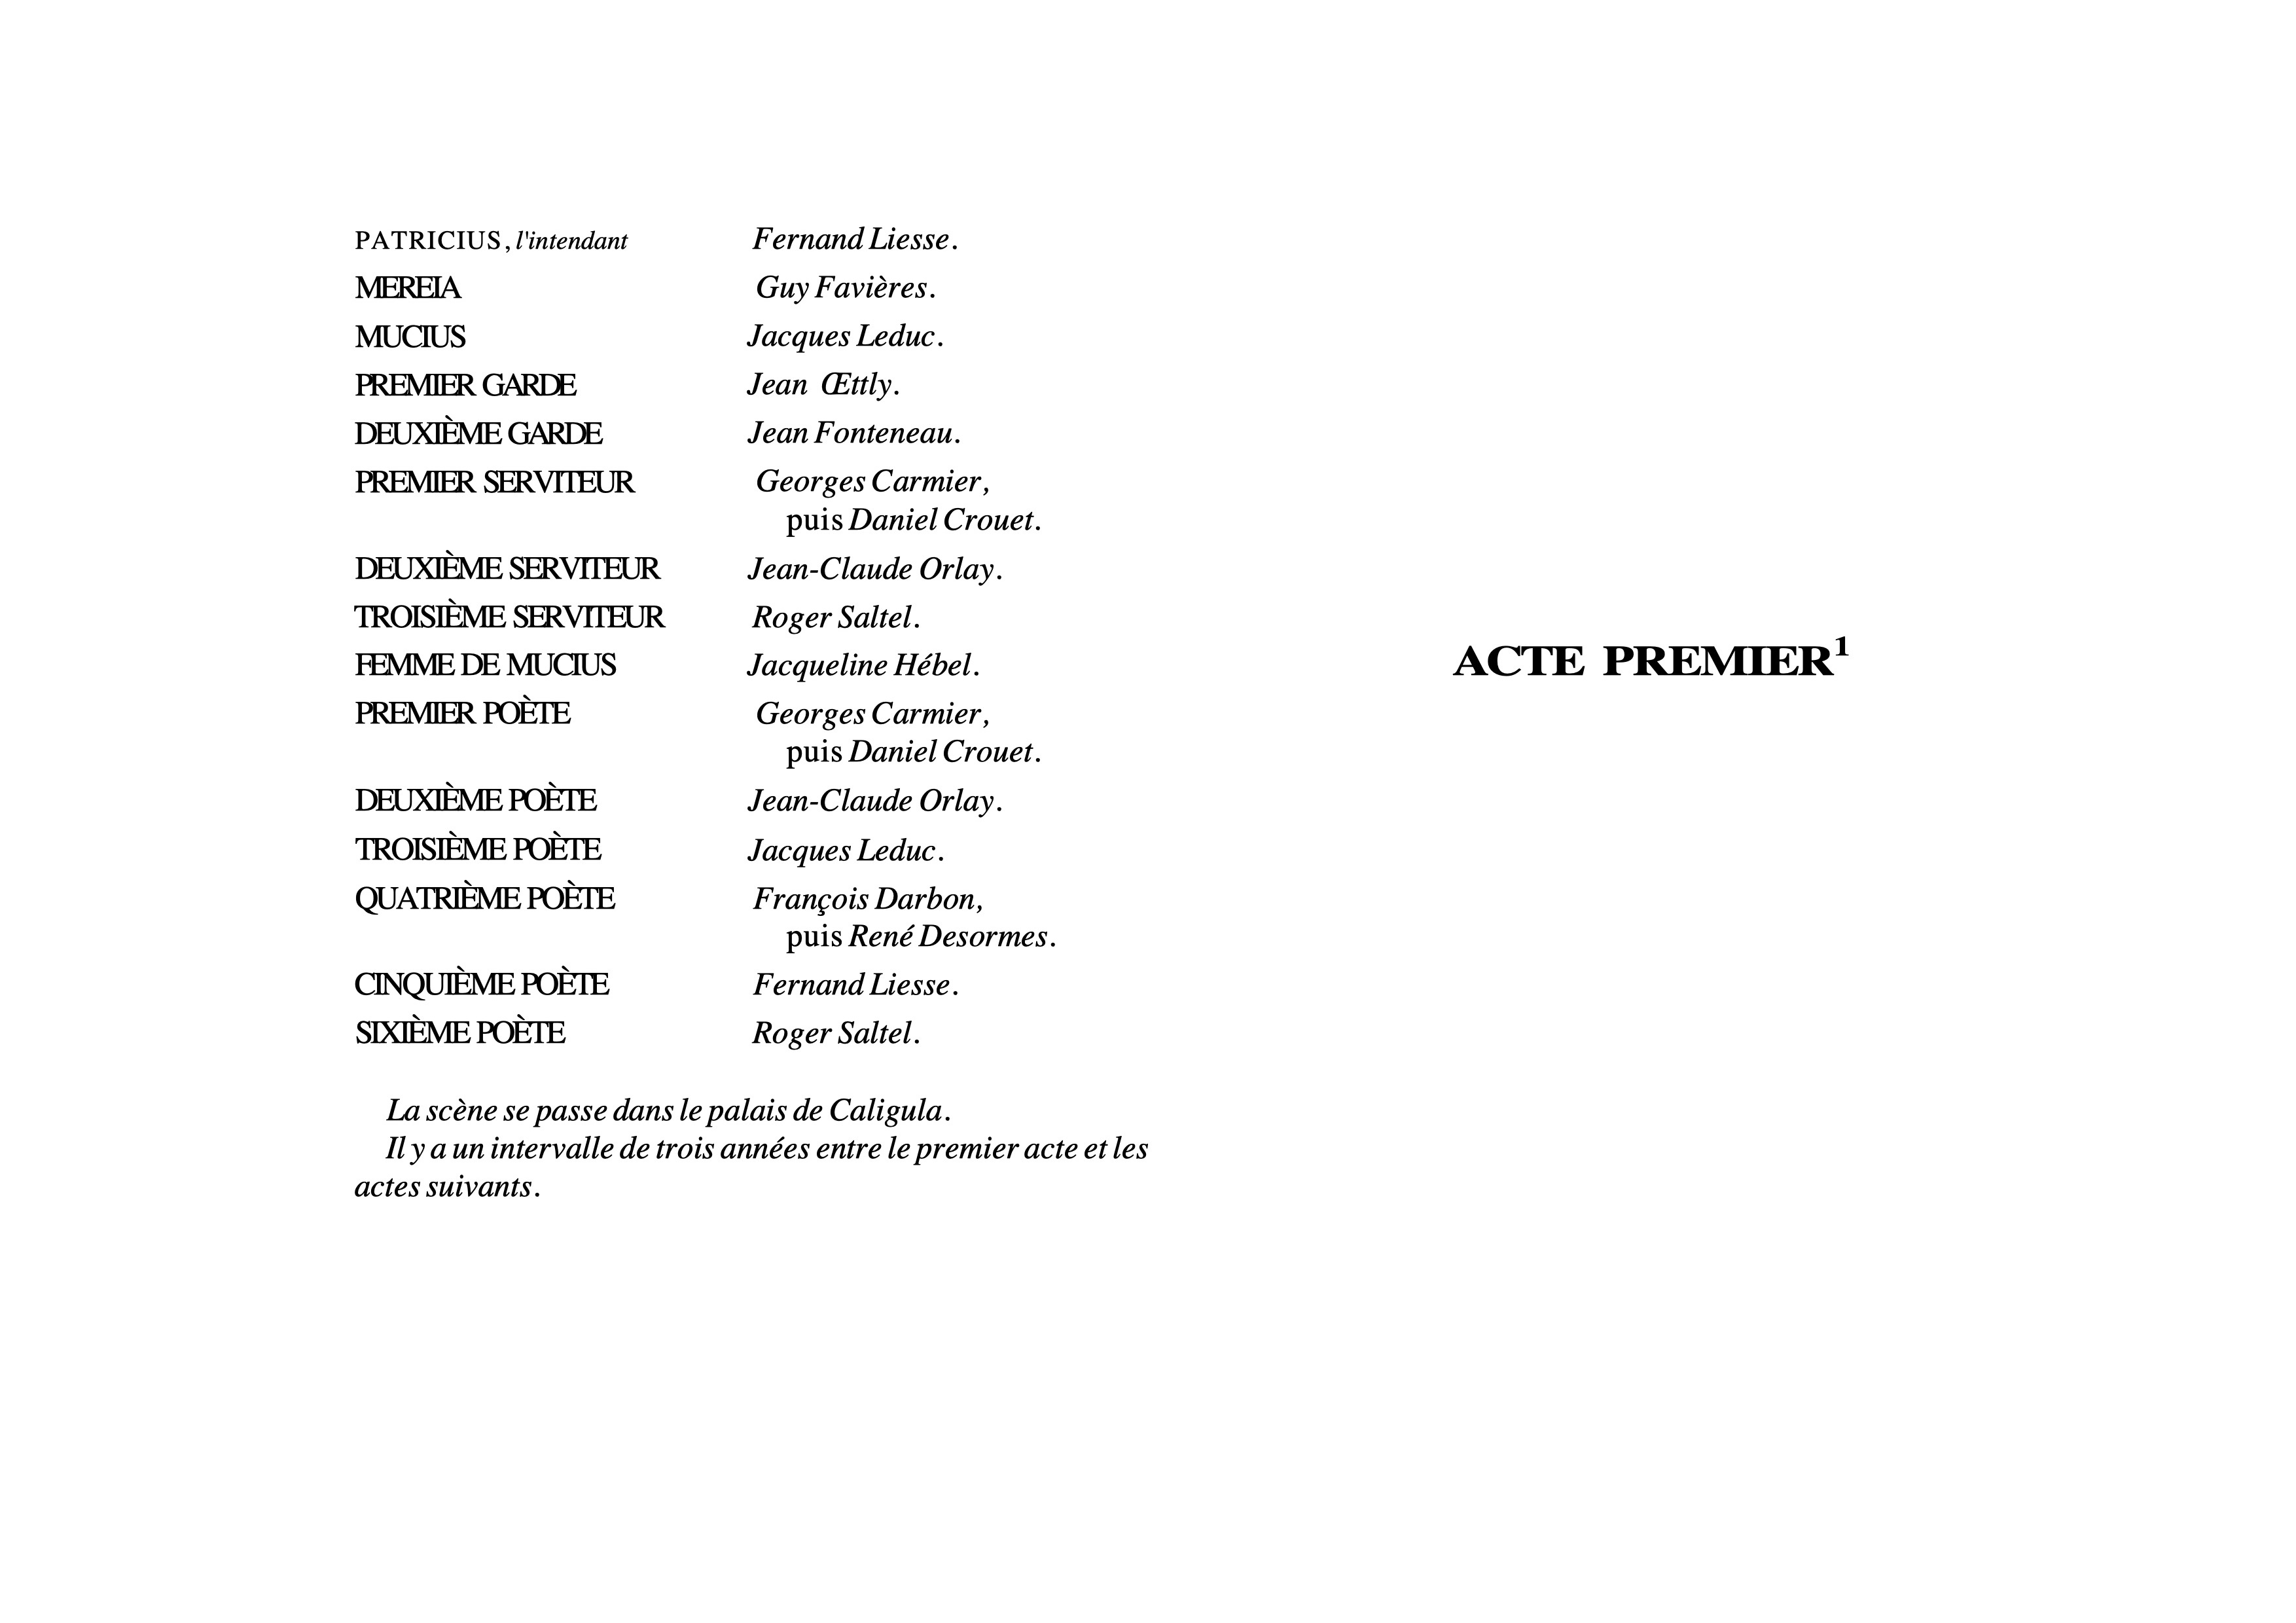 PATRICIUS, l'intendant Fernand Liesse.
MEREIA Guy Favières.
MUCIUS Jacques Leduc.
PREMIER GARDE Jean Œttly.
DEUXIÈME GARDE Jean Fonteneau.
PREMIER SERVITEUR Georges Carmier,
puis Daniel Crouet.
DEUXIÈME SERVITEUR Jean-Claude Orlay.
TROISIÈME SERVITEUR Roger Saltel.
FEMME DE MUCIUS Jacqueline Hébel.
PREMIER POÈTE Georges Carmier,
puis Daniel Crouet.
DEUXIÈME POÈTE Jean-Claude Orlay.
TROISIÈME POÈTE Jacques Leduc.
QUATRIÈME POÈTE François Darbon,
puis René Desormes.
CINQUIÈME POÈTE Fernand Liesse.
SIXIÈME POÈTE Roger Saltel.
La scène se passe dans le palais de Caligula.
Il y a un intervalle de trois années entre le premier acte et les
actes suivants.
ACTE PREMIER¹